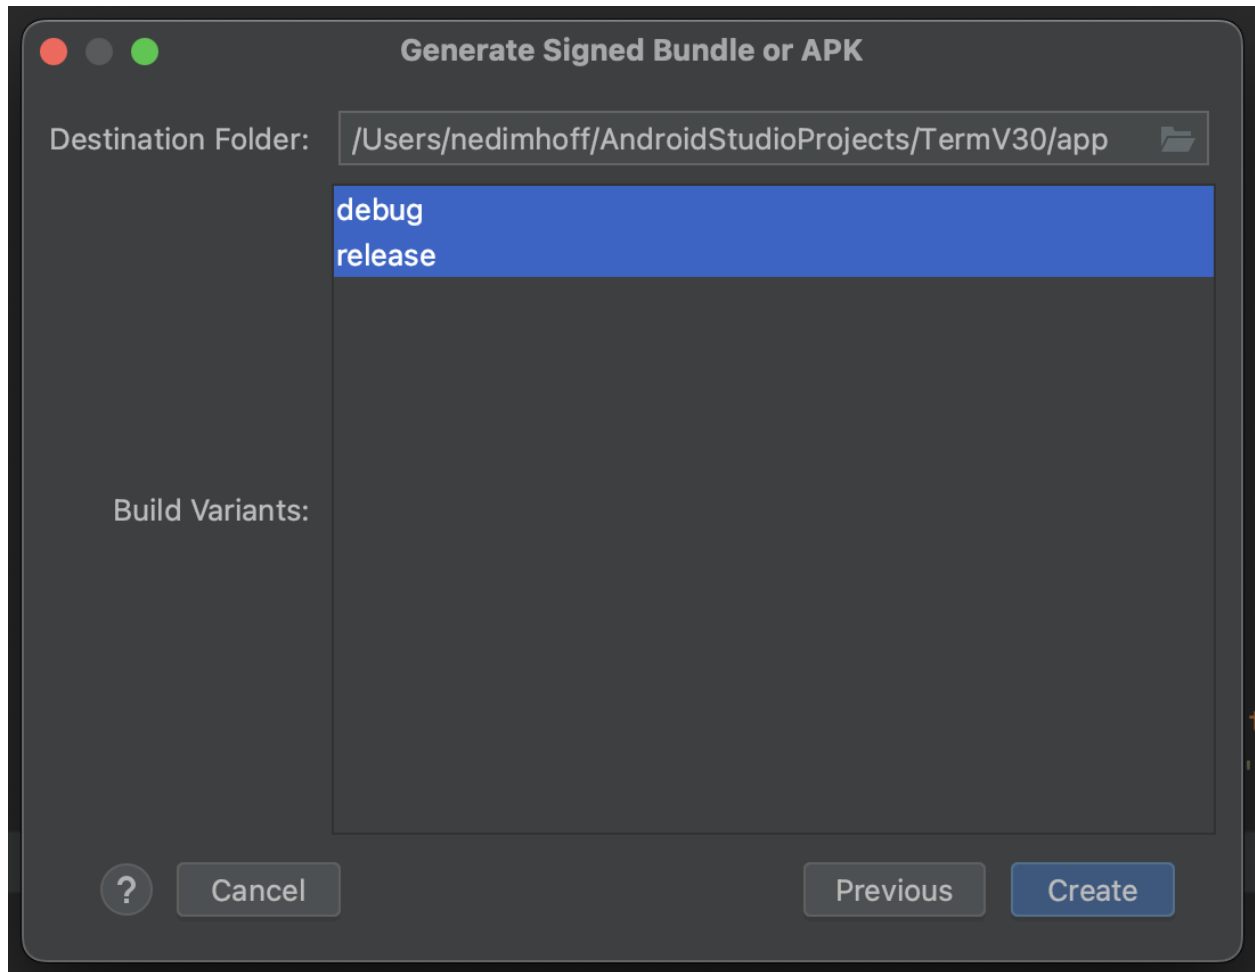 Generate Signed Bundle or APK
Destination Folder: /Users/nedimhoff/AndroidStudioProjects/TermV30/app
debug
release
Build Variants:
? Cancel Previous Create